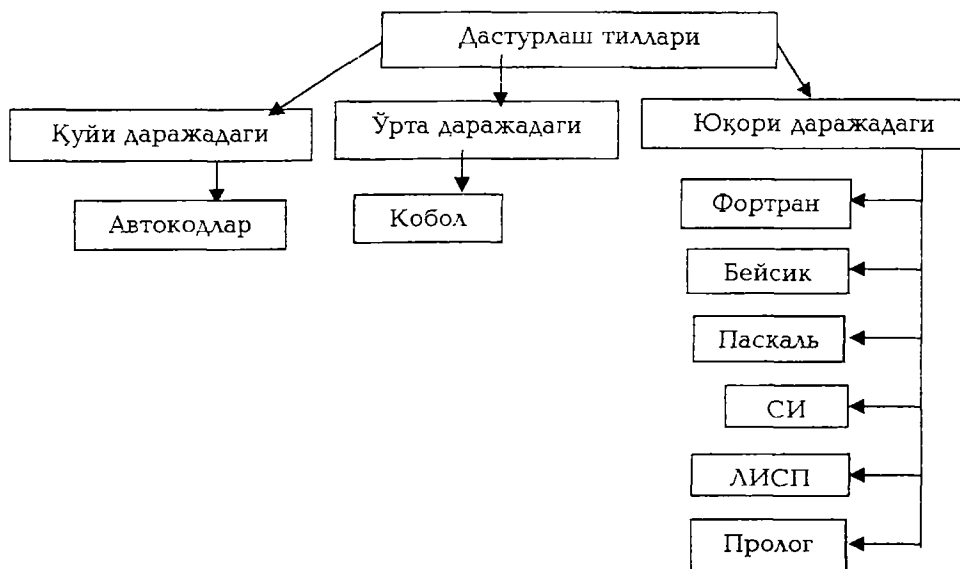 Дастурлаш тиллари
Қуйи даражадаги
Ўрта даражадаги
Юқори даражадаги
Автокодлар
Кобол
Фортран
Бейсик
Паскаль
СИ
ЛИСП
Пролог